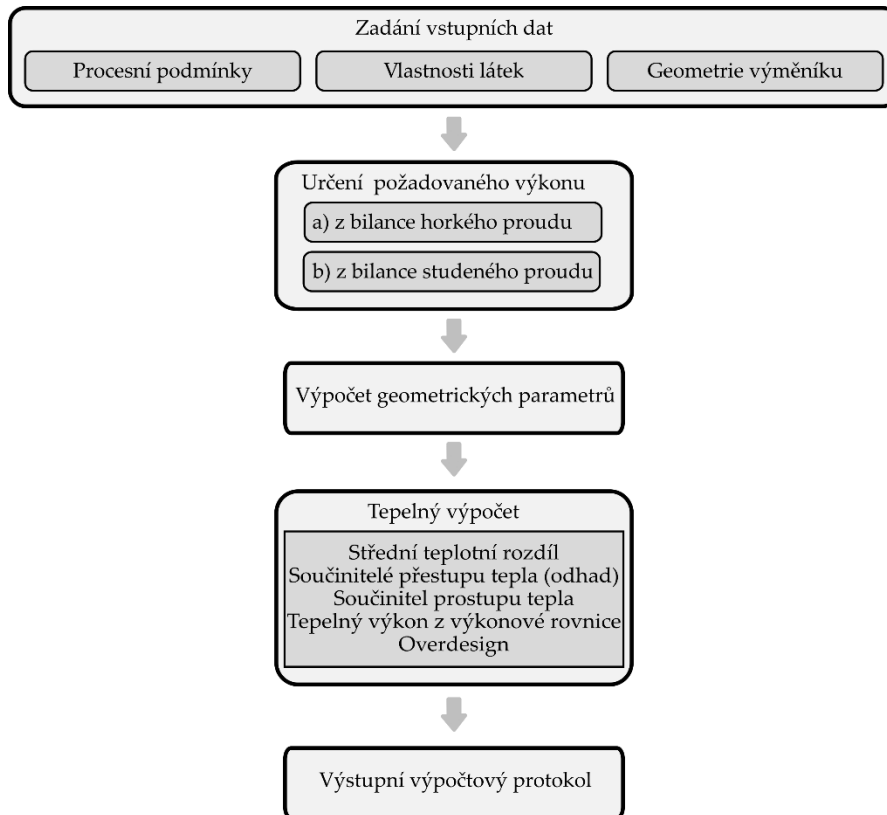 Zadání vstupních dat
Procesní podmínky
Vlastnosti látek
Geometrie výměníku
Určení požadovaného výkonu
a) z bilance horkého proudu
b) z bilance studeného proudu
Výpočet geometrických parametrů
Tepelný výpočet
Střední teplotní rozdíl
Součinitelé přestupu tepla (odhad)
Součinitel prostupu tepla
Tepelný výkon z výkonové rovnice
Overdesign
Výstupní výpočtový protokol